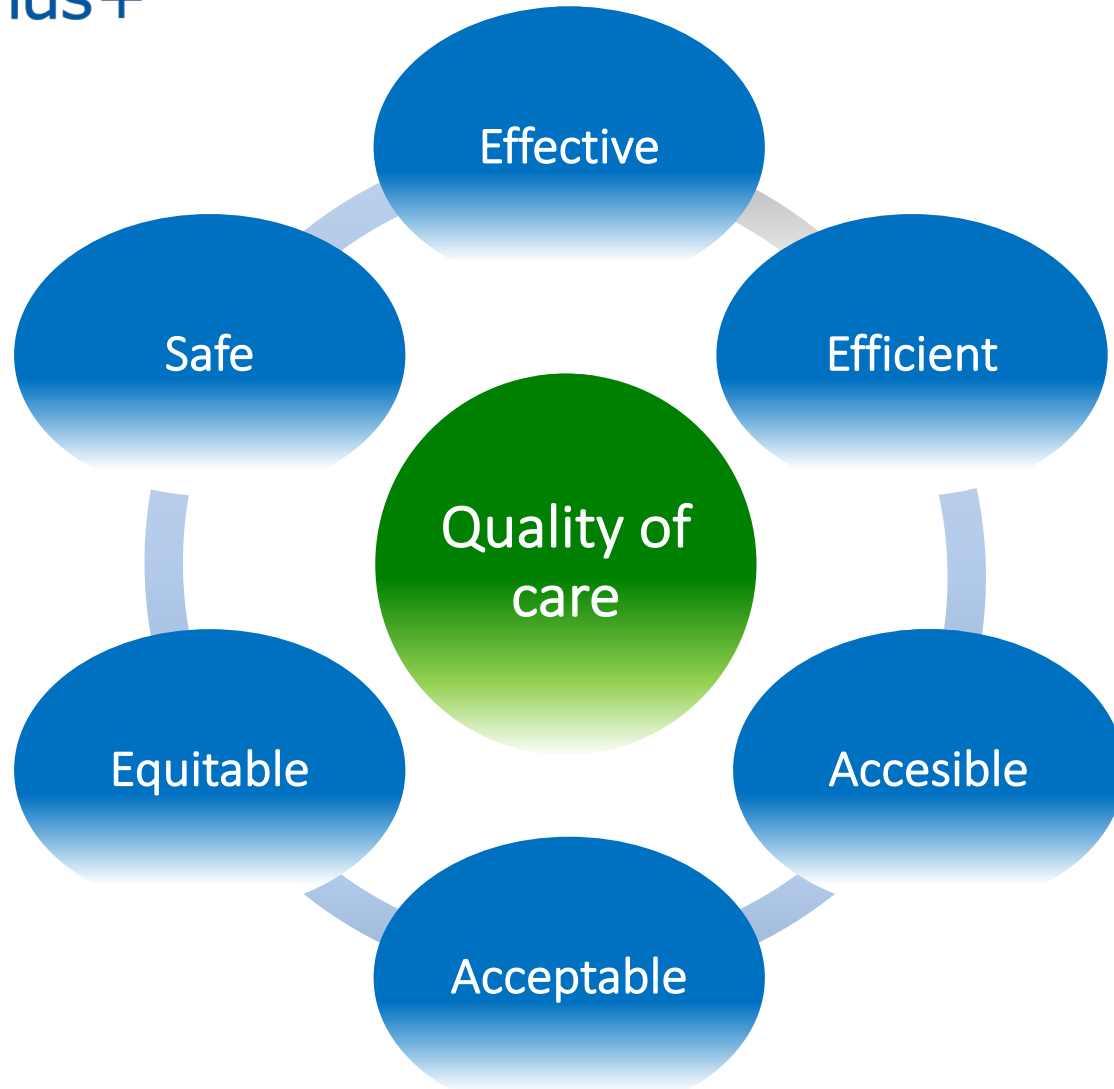 Effective
Safe
Efficient
Quality of
care
Equitable
Accesible
Acceptable